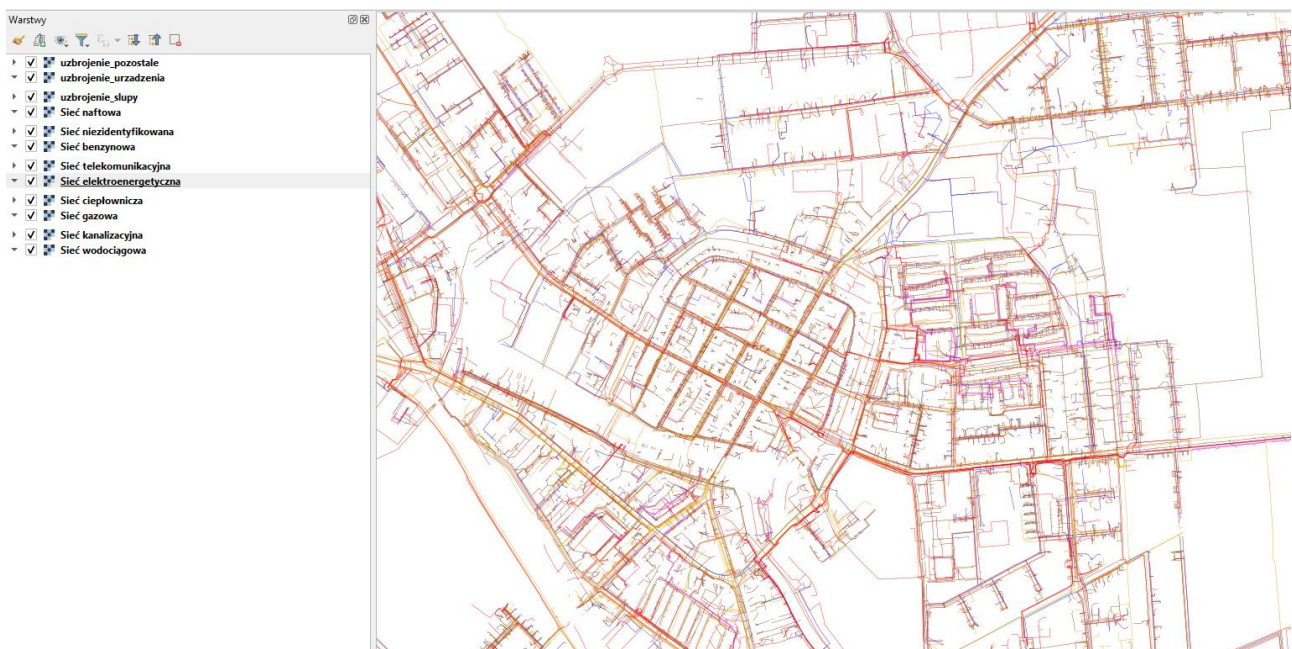 Warstwy
uzbrojenie_pozostale
uzbrojenie_urzadzenia
uzbrojenie_slupy
Sieć naftowa
Sieć niezidentyfikowana
Sieć benzynowa
Sieć telekomunikacyjna
Sieć elektroenergetyczna
Sieć ciepłownicza
Sieć gazowa
Sieć kanalizacyjna
Sieć wodociągowa